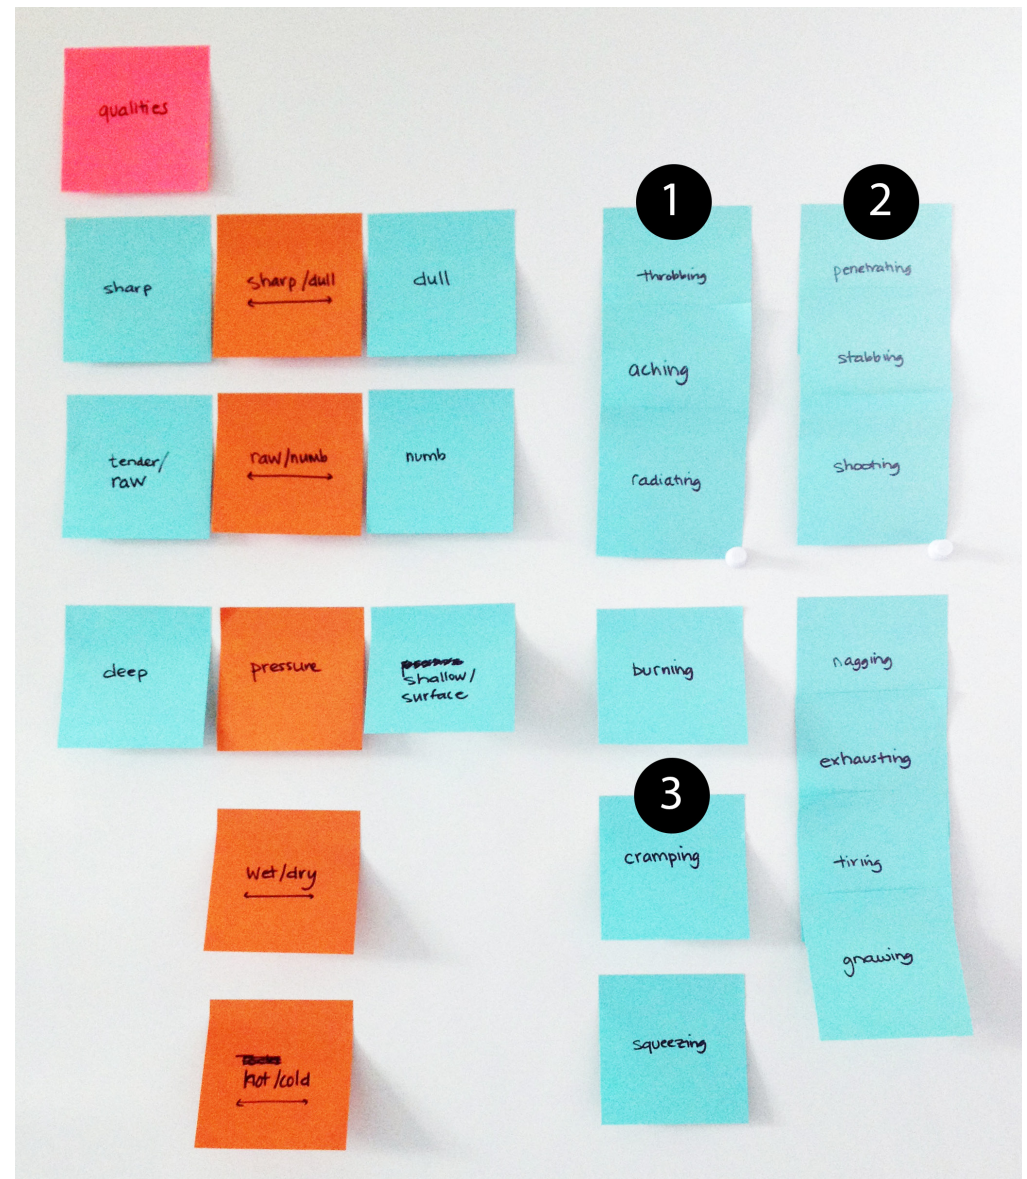 qualities
sharp
sharp/dull
dull
tender/
raw
raw/numb
numb
deep
pressure
shallow/
surface
wet/dry
hot/cold
1
throbbing
aching
radiating
2
penetrating
stabbing
shooting
burning
3
cramping
squeezing
nagging
exhausting
tiring
gnawing